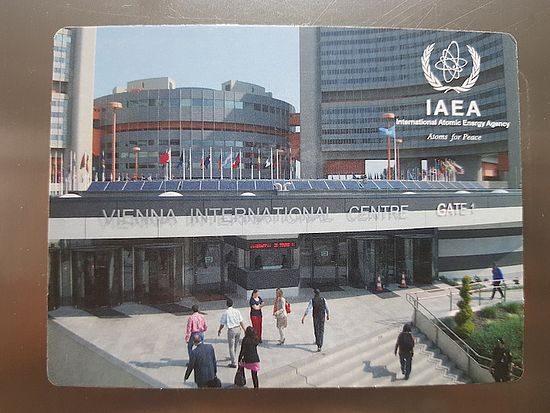 IAEA
International Atomic Energy Agency
Atoms for Peace
VIENNA INTERNATIONAL CENTRE GATE 1